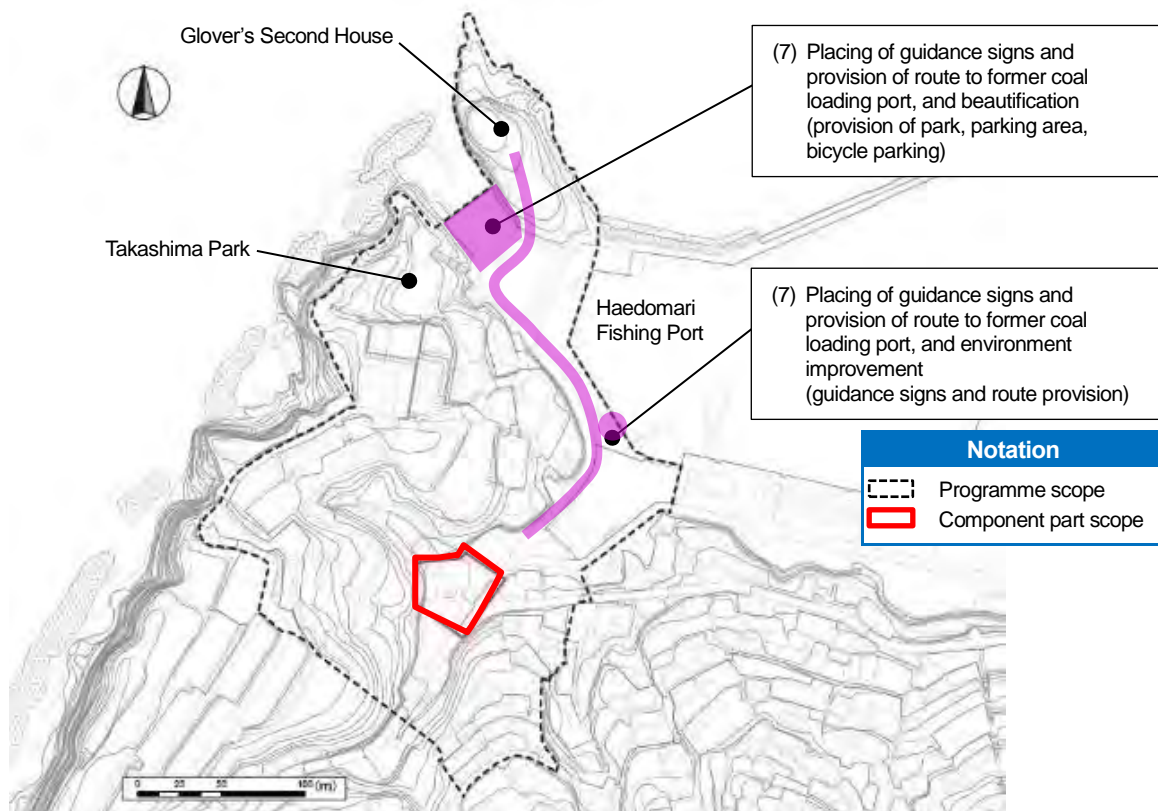 Glover's Second House
(7) Placing of guidance signs and
provision of route to former coal
loading port, and beautification
(provision of park, parking area,
bicycle parking)
Takashima Park
Haedomari
Fishing Port
(7) Placing of guidance signs and
provision of route to former coal
loading port, and environment
improvement
(guidance signs and route provision)
Notation
Programme scope
Component part scope
0 50 100 (m)